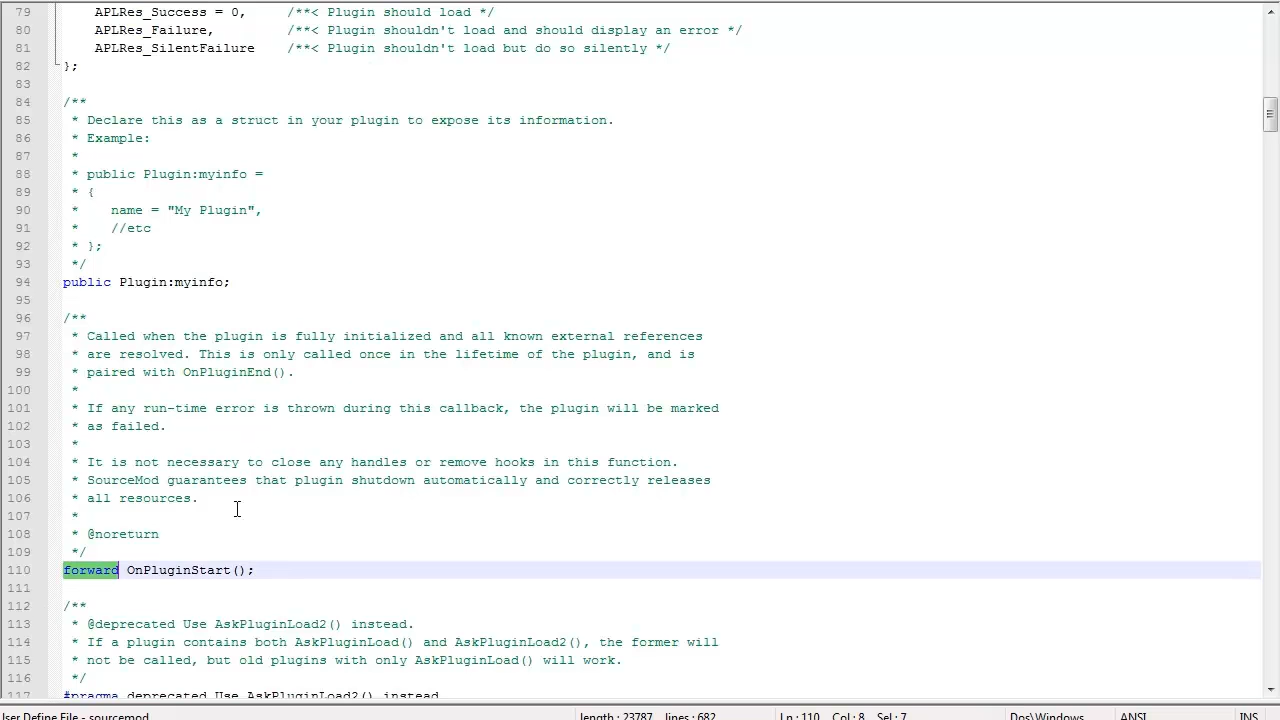 79 APLRes_Success = 0, /**< Plugin should load */
80 APLRes_Failure, /**< Plugin shouldn't load and should display an error */
81 APLRes_SilentFailure /**< Plugin shouldn't load but do so silently */
82 };
83
84 /**
85 * Declare this as a struct in your plugin to expose its information.
86 * Example:
87 *
88 * public Plugin:myinfo =
89 * {
90 * name = "My Plugin",
91 * //etc
92 * };
93 */
94 public Plugin:myinfo;
95
96 /**
97 * Called when the plugin is fully initialized and all known external references
98 * are resolved. This is only called once in the lifetime of the plugin, and is
99 * paired with OnPluginEnd().
100 *
101 * If any run-time error is thrown during this callback, the plugin will be marked
102 * as failed.
103 *
104 * It is not necessary to close any handles or remove hooks in this function.
105 * SourceMod guarantees that plugin shutdown automatically and correctly releases
106 * all resources.
107 *
108 * @noreturn
109 */
110 forward OnPluginStart();
111
112 /**
113 * @deprecated Use AskPluginLoad2() instead.
114 * If a plugin contains both AskPluginLoad() and AskPluginLoad2(), the former will
115 * not be called, but old plugins with only AskPluginLoad() will work.
116 */
117 #pragma deprecated Use AskPluginLoad2() instead
User Define File - sourcemod length : 23787 lines : 682 Ln : 110 Col : 8 Sel : 7 Dos\Windows ANSI INS